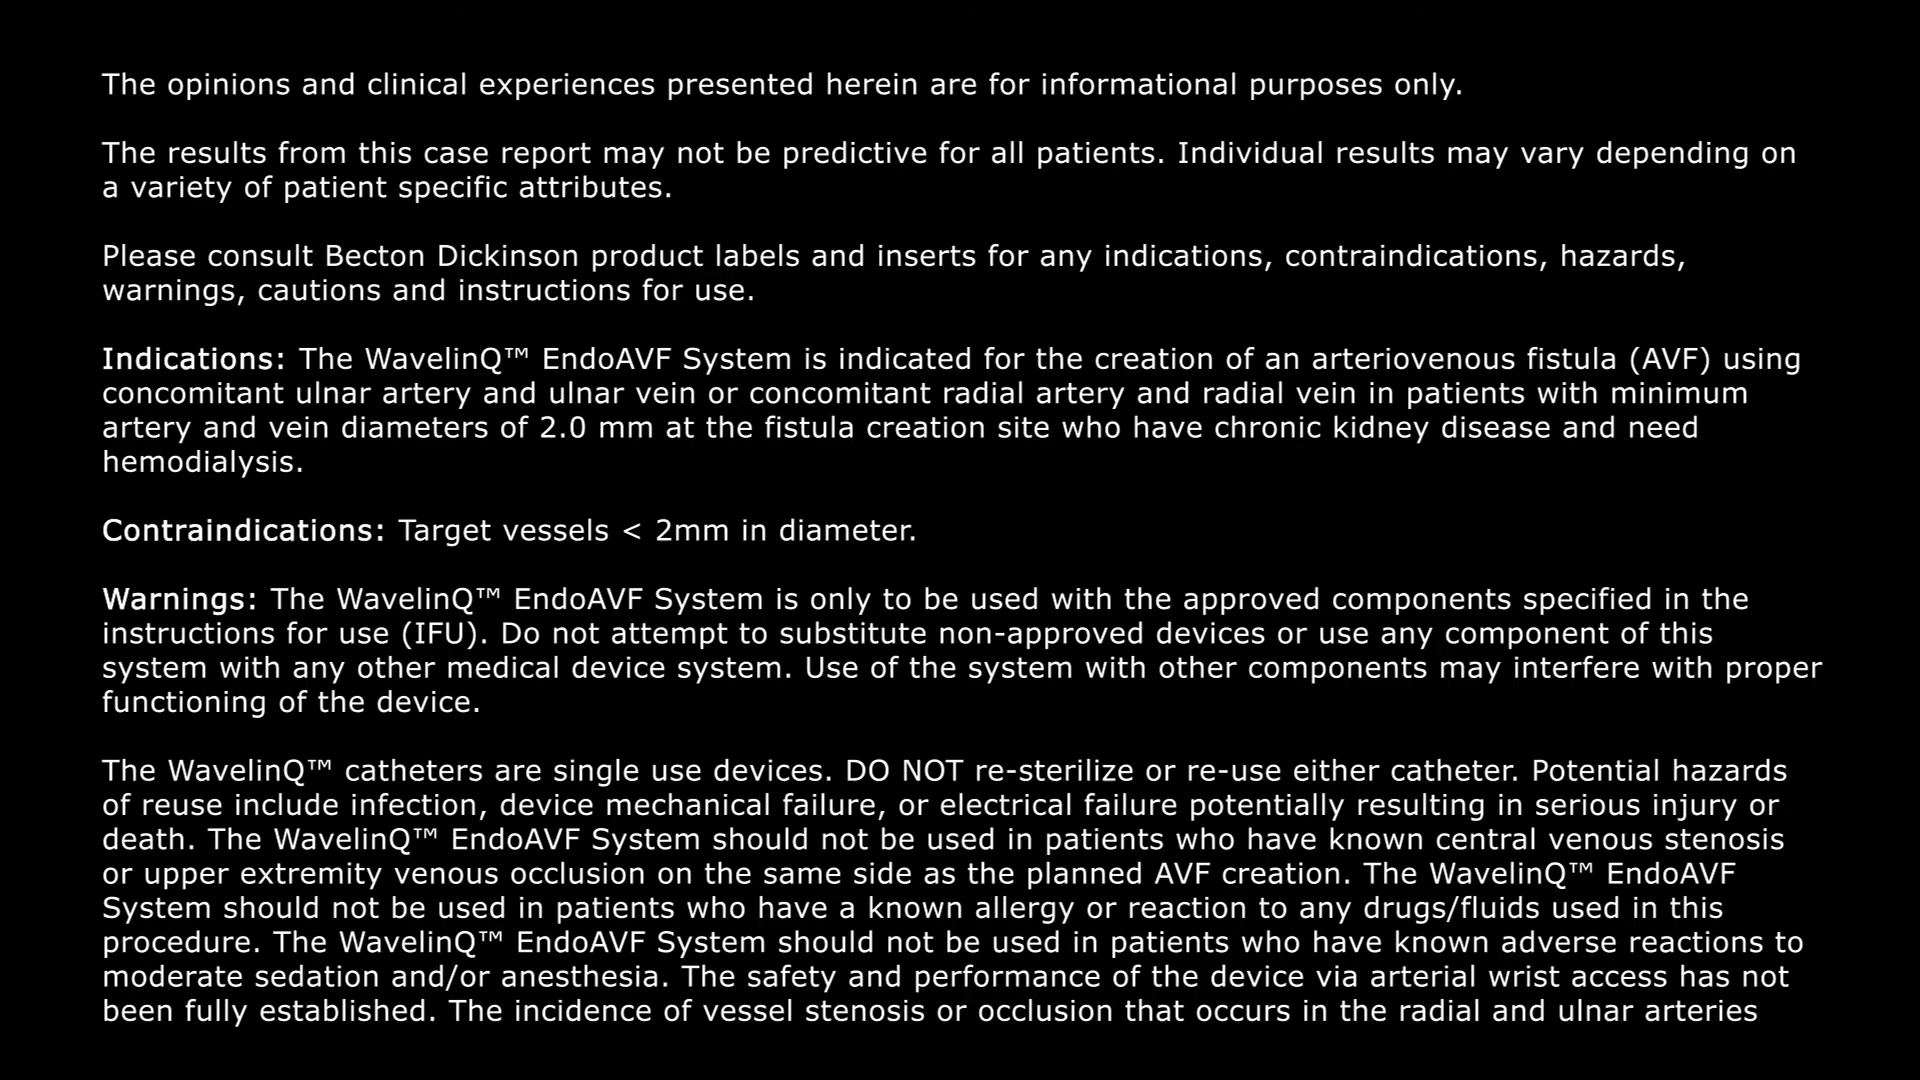 The opinions and clinical experiences presented herein are for informational purposes only.
The results from this case report may not be predictive for all patients. Individual results may vary depending on
a variety of patient specific attributes.
Please consult Becton Dickinson product labels and inserts for any indications, contraindications, hazards,
warnings, cautions and instructions for use.
Indications: The WavelinQ™ EndoAVF System is indicated for the creation of an arteriovenous fistula (AVF) using
concomitant ulnar artery and ulnar vein or concomitant radial artery and radial vein in patients with minimum
artery and vein diameters of 2.0 mm at the fistula creation site who have chronic kidney disease and need
hemodialysis.
Contraindications: Target vessels < 2mm in diameter.
Warnings: The WavelinQ™ EndoAVF System is only to be used with the approved components specified in the
instructions for use (IFU). Do not attempt to substitute non-approved devices or use any component of this
system with any other medical device system. Use of the system with other components may interfere with proper
functioning of the device.
The WavelinQ™ catheters are single use devices. DO NOT re-sterilize or re-use either catheter. Potential hazards
of reuse include infection, device mechanical failure, or electrical failure potentially resulting in serious injury or
death. The WavelinQ™ EndoAVF System should not be used in patients who have known central venous stenosis
or upper extremity venous occlusion on the same side as the planned AVF creation. The WavelinQ™ EndoAVF
System should not be used in patients who have a known allergy or reaction to any drugs/fluids used in this
procedure. The WavelinQ™ EndoAVF System should not be used in patients who have known adverse reactions to
moderate sedation and/or anesthesia. The safety and performance of the device via arterial wrist access has not
been fully established. The incidence of vessel stenosis or occlusion that occurs in the radial and ulnar arteries